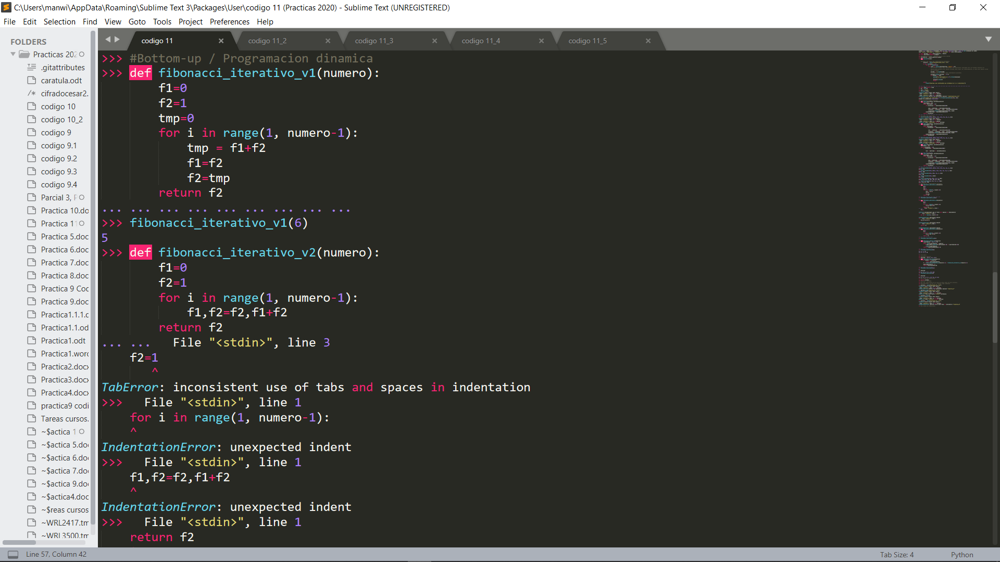 C:\Users\manwi\AppData\Roaming\Sublime Text 3\Packages\User\codigo 11 (Practicas 2020) - Sublime Text (UNREGISTERED)
File Edit Selection Find View Goto Tools Project Preferences Help
FOLDERS
Practicas 202
.gitattributes
caratula.odt
cifradocesar2.
codigo 10
codigo 10_2
codigo 9
codigo 9.1
codigo 9.2
codigo 9.3
codigo 9.4
Parcial 3, F
Practica 10.do
Practica 11
Practica 5.doc
Practica 6.doc
Practica 7.doc
Practica 8.doc
Practica 9 Coc
Practica 9.doc
Practica1.1.1.c
Practica1.1.od
Practica1.odt
Practica1.word
Practica2.docx
Practica3.docx
Practica4.docx
practica9 codi
Tareas cursos.
~$actica 1
~$actica 5.do
~$actica 6.do
~$actica 7.do
~$actica 9.do
~$actica4.doc
~$reas cursos
~WRL2417.tm
~WRL3500.tm
codigo 11 codigo 11_2 codigo 11_3 codigo 11_4 codigo 11_5
>>> #Bottom-up / Programacion dinamica
>>> def fibonacci_iterativo_v1(numero):
f1=0
f2=1
tmp=0
for i in range(1, numero-1):
tmp = f1+f2
f1=f2
f2=tmp
return f2
... ... ... ... ... ... ... ... ...
>>> fibonacci_iterativo_v1(6)
5
>>> def fibonacci_iterativo_v2(numero):
f1=0
f2=1
for i in range(1, numero-1):
f1,f2=f2,f1+f2
return f2
... ...   File "<stdin>", line 3
f2=1
^
TabError: inconsistent use of tabs and spaces in indentation
>>>   File "<stdin>", line 1
for i in range(1, numero-1):
^
IndentationError: unexpected indent
>>>   File "<stdin>", line 1
f1,f2=f2,f1+f2
^
IndentationError: unexpected indent
>>>   File "<stdin>", line 1
return f2
Line 57, Column 42 Tab Size: 4 Python